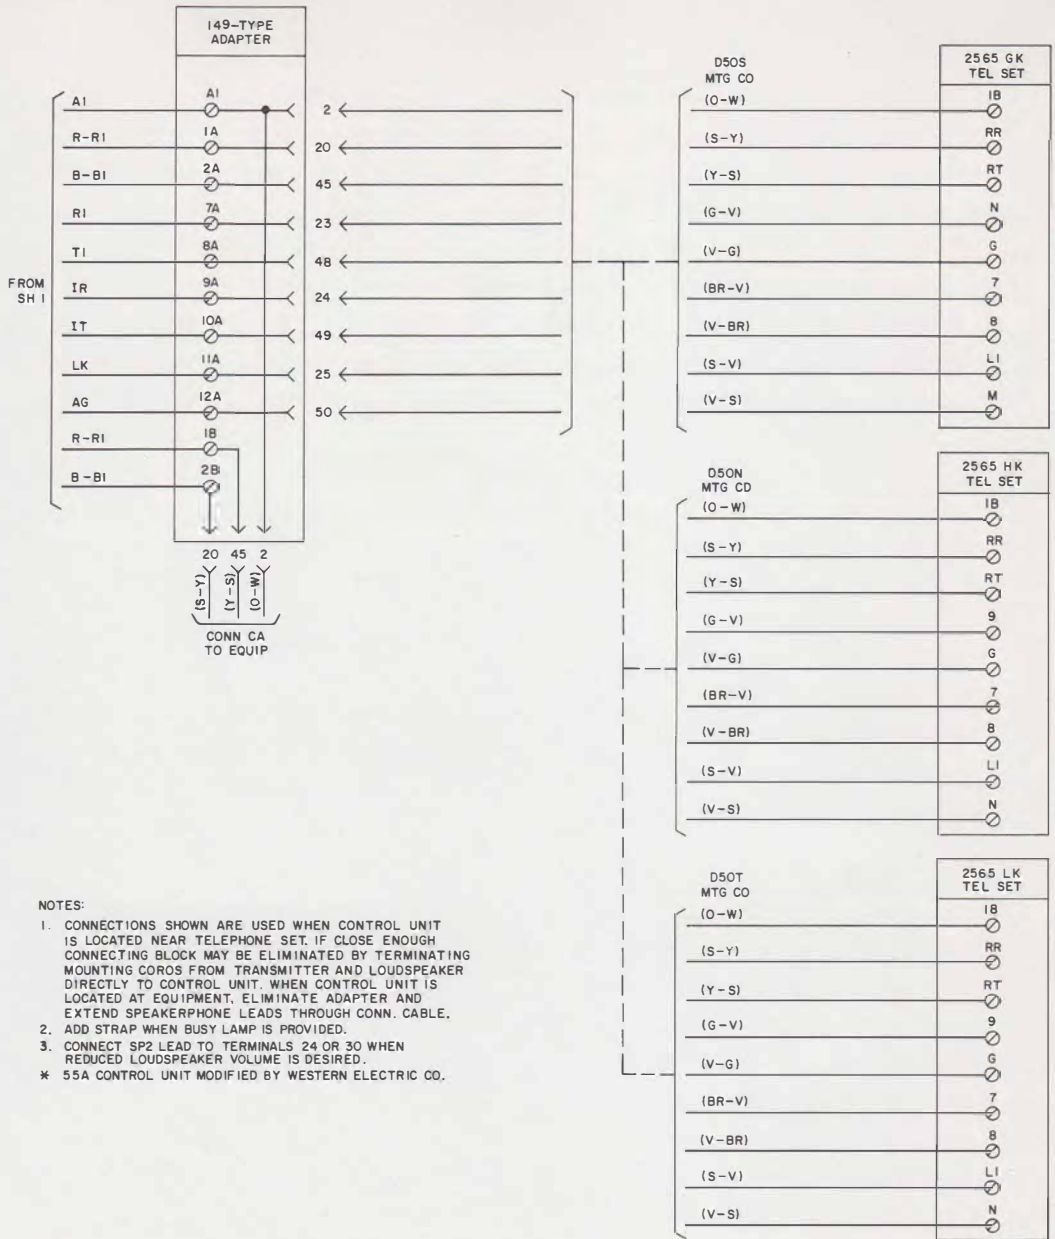 149-TYPE
ADAPTER
FROM
SH 1
A1
A1
2
R-R1
1A
20
B-B1
2A
45
R1
7A
23
T1
8A
48
1R
9A
24
1T
10A
49
LK
11A
25
AG
12A
50
R-R1
1B
B-B1
2B
20 45 2
(S-Y)
(Y-S)
(O-W)
CONN CA
TO EQUIP
D50S
MTG CO
2565 GK
TEL SET
(O-W)
1B
(S-Y)
RR
(Y-S)
RT
(G-V)
N
(V-G)
G
(BR-V)
7
(V-BR)
8
(S-V)
L1
(V-S)
M
D50N
MTG CD
2565 HK
TEL SET
(O-W)
1B
(S-Y)
RR
(Y-S)
RT
(G-V)
9
(V-G)
G
(BR-V)
7
(V-BR)
8
(S-V)
L1
(V-S)
N
D50T
MTG CO
2565 LK
TEL SET
(O-W)
18
(S-Y)
RR
(Y-S)
RT
(G-V)
9
(V-G)
G
(BR-V)
7
(V-BR)
8
(S-V)
L1
(V-S)
N
NOTES:
1. CONNECTIONS SHOWN ARE USED WHEN CONTROL UNIT
IS LOCATED NEAR TELEPHONE SET. IF CLOSE ENOUGH
CONNECTING BLOCK MAY BE ELIMINATED BY TERMINATING
MOUNTING COROS FROM TRANSMITTER AND LOUDSPEAKER
DIRECTLY TO CONTROL UNIT. WHEN CONTROL UNIT IS
LOCATED AT EQUIPMENT, ELIMINATE ADAPTER AND
EXTEND SPEAKERPHONE LEADS THROUGH CONN. CABLE.
2. ADD STRAP WHEN BUSY LAMP IS PROVIDED.
3. CONNECT SP2 LEAD TO TERMINALS 24 OR 30 WHEN
REDUCED LOUDSPEAKER VOLUME IS DESIRED.
* 55A CONTROL UNIT MODIFIED BY WESTERN ELECTRIC CO.